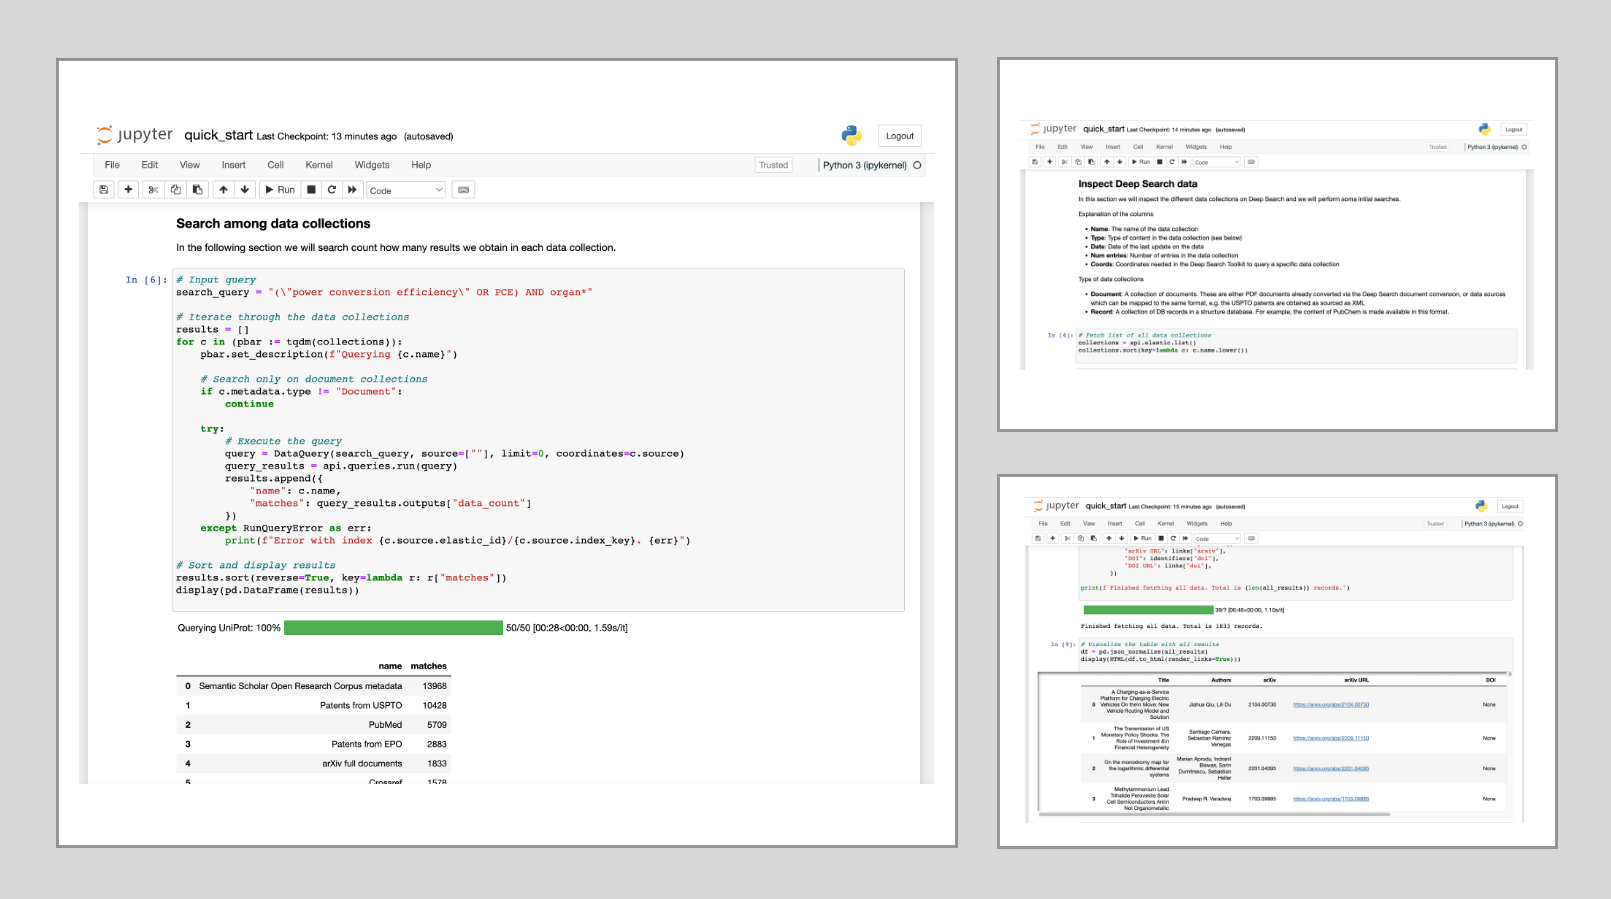 jupyter quick_start Last Checkpoint: 13 minutes ago (autosaved)
Logout
File Edit View Insert Cell Kernel Widgets Help
Trusted
Python 3 (ipykernel)
Run
Code
Search among data collections
In the following section we will search count how many results we obtain in each data collection.
In [6]:
# Input query
search_query = "(\"power conversion efficiency\" OR PCE) AND organ*"
# Iterate through the data collections
results = []
for c in (pbar := tqdm(collections)):
    pbar.set_description(f"Querying {c.name}")
    # Search only on document collections
    if c.metadata.type != "Document":
        continue
    try:
        # Execute the query
        query = DataQuery(search_query, source=[""], limit=0, coordinates=c.source)
        query_results = api.queries.run(query)
        results.append({
            "name": c.name,
            "matches": query_results.outputs["data_count"]
        })
    except RunQueryError as err:
        print(f"Error with index {c.source.elastic_id}/{c.source.index_key}. {err}")
# Sort and display results
results.sort(reverse=True, key=lambda r: r["matches"])
display(pd.DataFrame(results))
Querying UniProt: 100% 50/50 [00:28<00:00, 1.59s/it]
name matches
0 Semantic Scholar Open Research Corpus metadata 13968
1 Patents from USPTO 10428
2 PubMed 5709
3 Patents from EPO 2883
4 arXiv full documents 1833
5 Crossref 1578
jupyter quick_start Last Checkpoint: 14 minutes ago (autosaved)
Logout
File Edit View Insert Cell Kernel Widgets Help
Trusted
Python 3 (ipykernel)
Run
Code
Inspect Deep Search data
In this section we will inspect the different data collections on Deep Search and we will perform soma initial searches.
Explanation of the columns
• Name: The name of the data collection
• Type: Type of content in the data collection (see below)
• Date: Date of the last update on the data
• Num entries: Number of entries in the data collection
• Coords: Coordinates needed in the Deep Search Toolkit to query a specific data collection
Type of data collections
• Document: A collection of documents. These are either PDF documents already converted via the Deep Search document conversion, or data sources
which can be mapped to the same format, e.g. the USPTO patents are obtained as sourced as XML
• Record: A collection of DB records in a structure database. For example, the content of PubChem is made available in this format.
In [4]:
# Fetch list of all data collections
collections = api.elastic.list()
collections.sort(key=lambda c: c.name.lower())
jupyter quick_start Last Checkpoint: 15 minutes ago (autosaved)
Logout
File Edit View Insert Cell Kernel Widgets Help
Trusted
Python 3 (ipykernel)
Run
Code
"arXiv URL": links["arxiv"],
"DOI": identifiers["doi"],
"DOI URL": links["doi"],
})
print(f'Finished fetching all data. Total is {len(all_results)} records.')
39/? [00:46<00:00, 1.10s/it]
Finished fetching all data. Total is 1833 records.
In [9]:
# Visualize the table with all results
df = pd.json_normalize(all_results)
display(HTML(df.to_html(render_links=True)))
Title Authors arXiv arXiv URL DOI
A Charging-as-a-Service
Platform for Charging Electric
0 Vehicles On the\n Move: New Jiahua Qiu, Lili Du 2104.00730 https://arxiv.org/abs/2104.00730 None
Vehicle Routing Model and
Solution
The Transmission of US
Monetary Policy Shocks: The Santiago Camara,
1 Role of Investment &\n Sebastian Ramirez 2209.11150 https://arxiv.org/abs/2209.11150 None
Financial Heterogeneity Venegas
Marian Aprodu, Indranil
On the monodromy map for Biswas, Sorin
2 the logarithmic differential Dumitrescu, Sebastian 2201.04095 https://arxiv.org/abs/2201.04095 None
systems Heller
Methylammonium Lead
Trihalide Perovskite Solar
3 Cell Semiconductors Are\n Pradeep R. Varadwaj 1703.09885 https://arxiv.org/abs/1703.09885 None
Not Organometallic